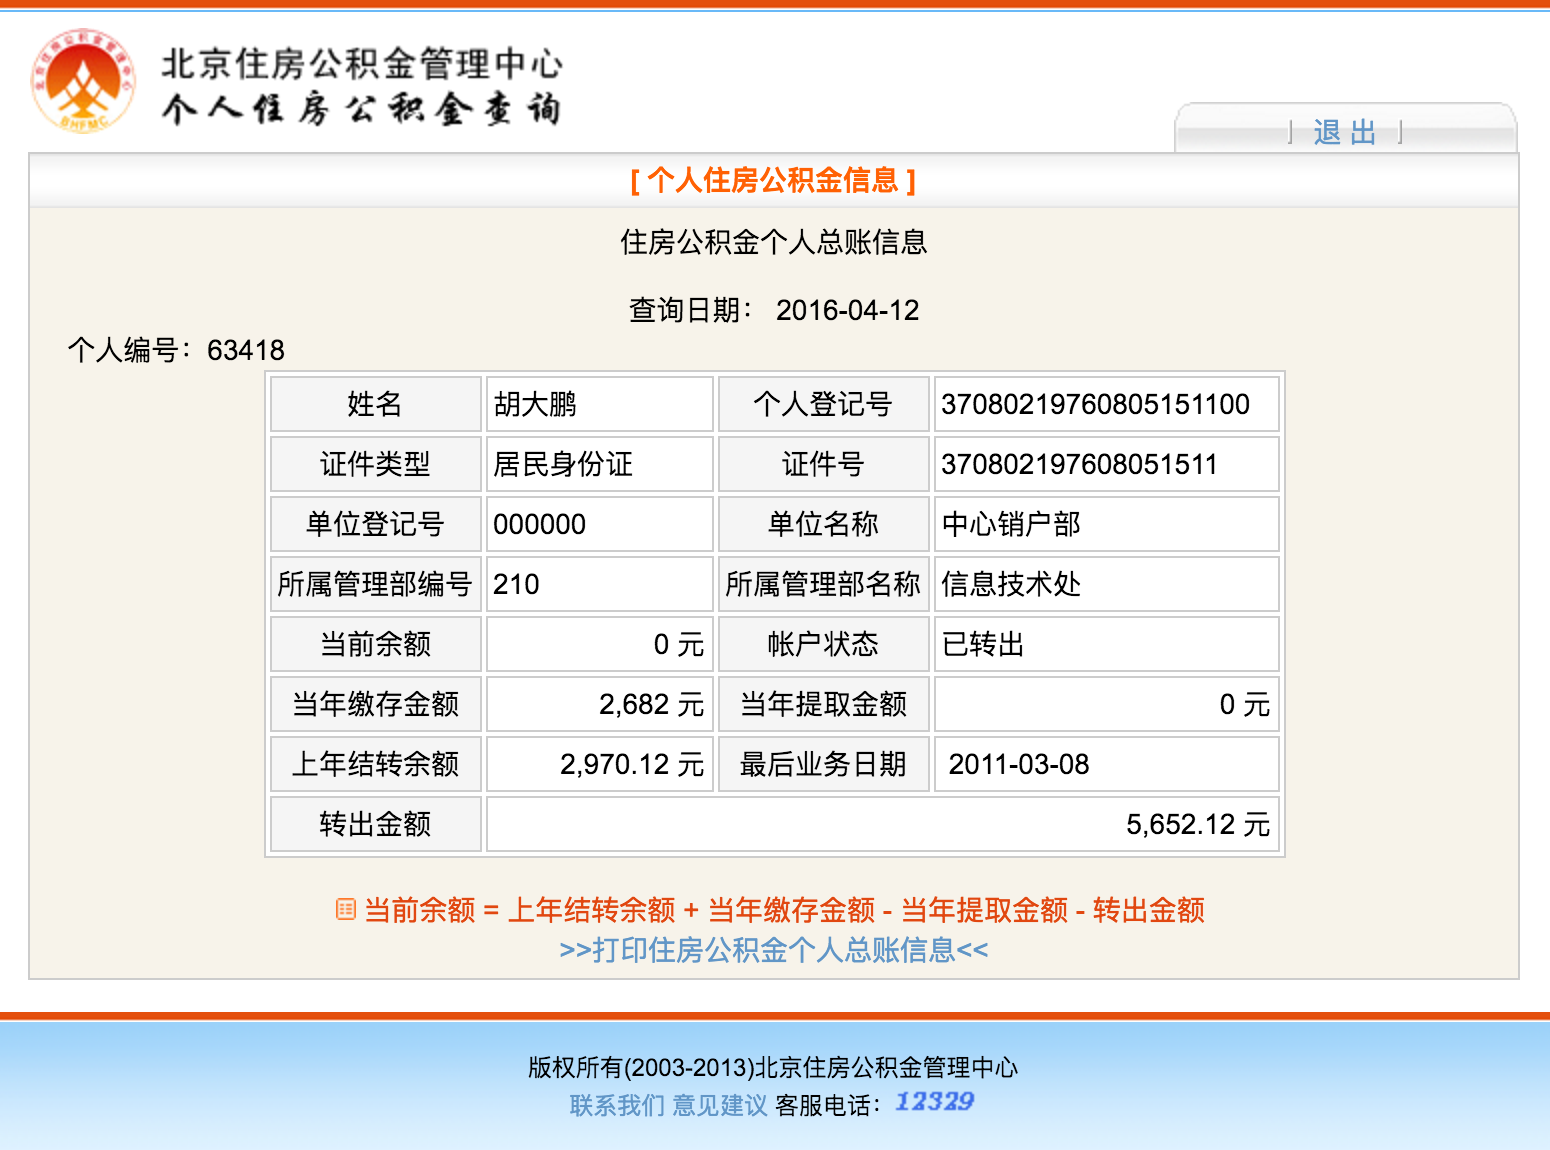 北京住房公积金管理中心
个人住房公积金查询
退 出
[ 个人住房公积金信息 ]
住房公积金个人总账信息
查询日期： 2016-04-12
个人编号：63418
姓名 胡大鹏 个人登记号 37080219760805151100
证件类型 居民身份证 证件号 370802197608051511
单位登记号 000000 单位名称 中心销户部
所属管理部编号 210 所属管理部名称 信息技术处
当前余额 0 元 帐户状态 已转出
当年缴存金额 2,682 元 当年提取金额 0 元
上年结转余额 2,970.12 元 最后业务日期 2011-03-08
转出金额 5,652.12 元
当前余额 = 上年结转余额 + 当年缴存金额 - 当年提取金额 - 转出金额
>>打印住房公积金个人总账信息<<
版权所有(2003-2013)北京住房公积金管理中心
联系我们 意见建议 客服电话：12329